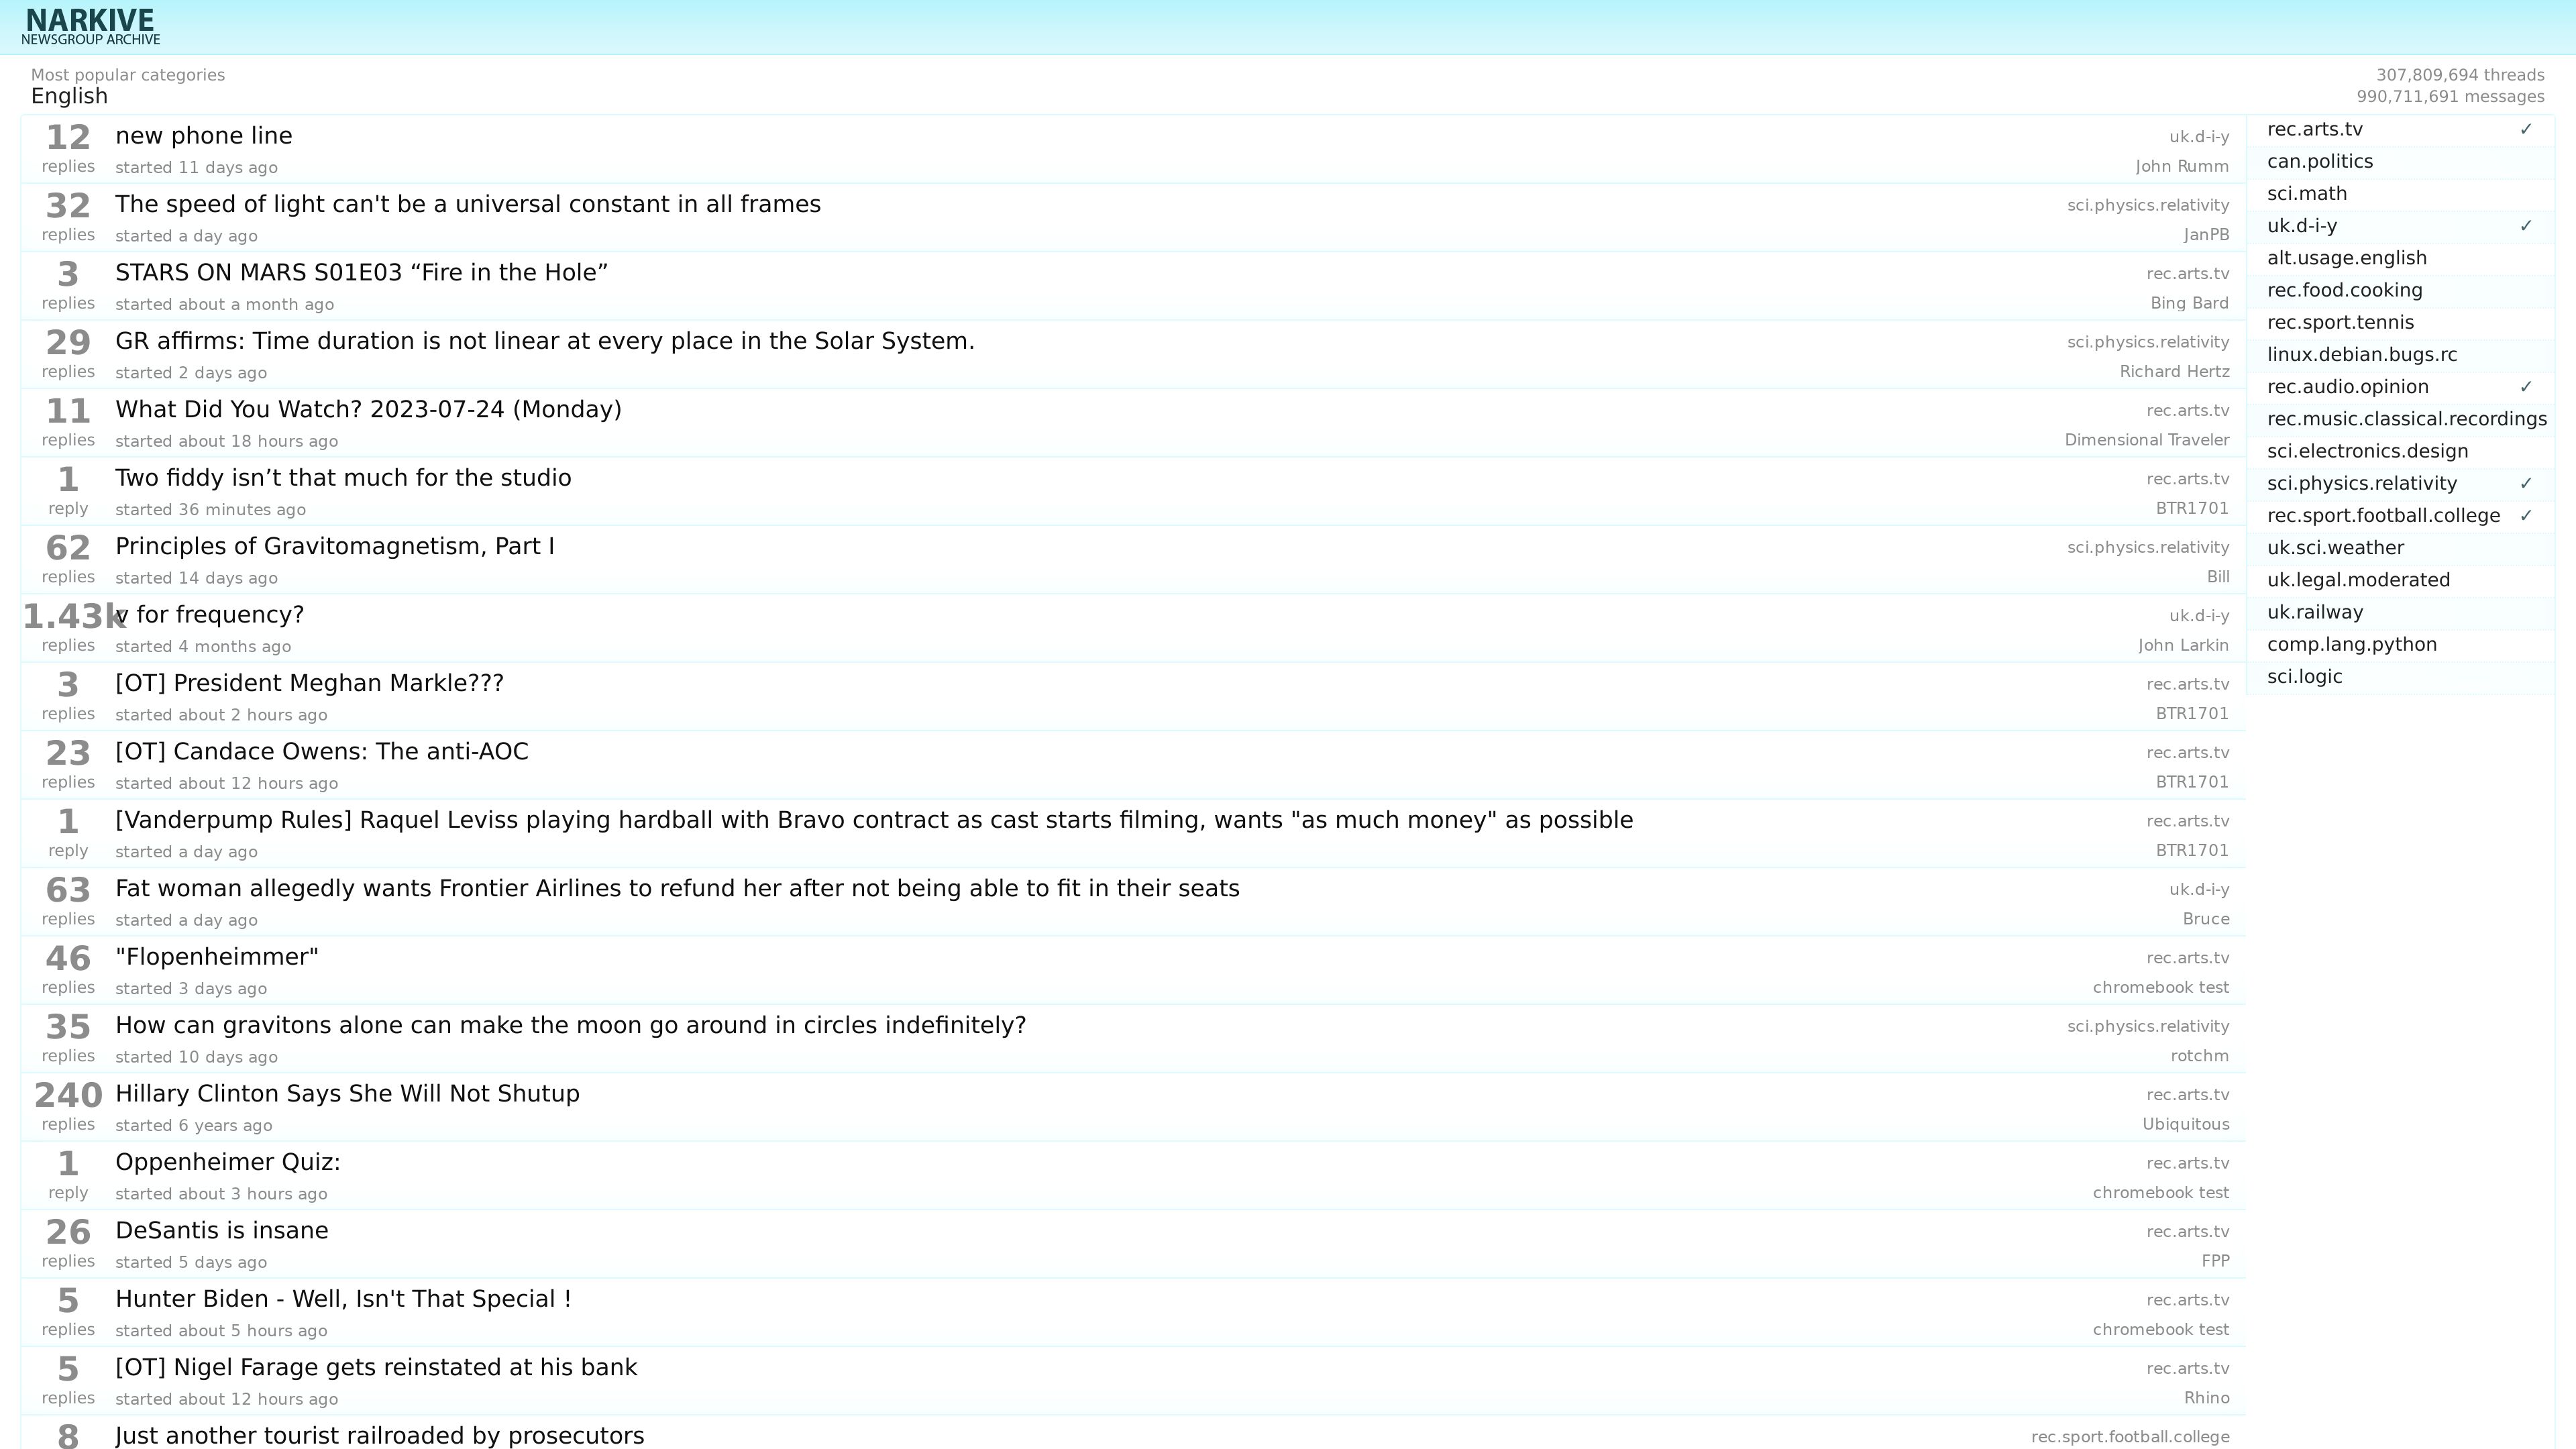 NARKIVE
NEWSGROUP ARCHIVE
Most popular categories
English
307,809,694 threads
990,711,691 messages
12 replies
new phone line
started 11 days ago
uk.d-i-y
John Rumm
32 replies
The speed of light can't be a universal constant in all frames
started a day ago
sci.physics.relativity
JanPB
3 replies
STARS ON MARS S01E03 “Fire in the Hole”
started about a month ago
rec.arts.tv
Bing Bard
29 replies
GR affirms: Time duration is not linear at every place in the Solar System.
started 2 days ago
sci.physics.relativity
Richard Hertz
11 replies
What Did You Watch? 2023-07-24 (Monday)
started about 18 hours ago
rec.arts.tv
Dimensional Traveler
1 reply
Two fiddy isn’t that much for the studio
started 36 minutes ago
rec.arts.tv
BTR1701
62 replies
Principles of Gravitomagnetism, Part I
started 14 days ago
sci.physics.relativity
Bill
1.43k replies
v for frequency?
started 4 months ago
uk.d-i-y
John Larkin
3 replies
[OT] President Meghan Markle???
started about 2 hours ago
rec.arts.tv
BTR1701
23 replies
[OT] Candace Owens: The anti-AOC
started about 12 hours ago
rec.arts.tv
BTR1701
1 reply
[Vanderpump Rules] Raquel Leviss playing hardball with Bravo contract as cast starts filming, wants "as much money" as possible
started a day ago
rec.arts.tv
BTR1701
63 replies
Fat woman allegedly wants Frontier Airlines to refund her after not being able to fit in their seats
started a day ago
uk.d-i-y
Bruce
46 replies
"Flopenheimmer"
started 3 days ago
rec.arts.tv
chromebook test
35 replies
How can gravitons alone can make the moon go around in circles indefinitely?
started 10 days ago
sci.physics.relativity
rotchm
240 replies
Hillary Clinton Says She Will Not Shutup
started 6 years ago
rec.arts.tv
Ubiquitous
1 reply
Oppenheimer Quiz:
started about 3 hours ago
rec.arts.tv
chromebook test
26 replies
DeSantis is insane
started 5 days ago
rec.arts.tv
FPP
5 replies
Hunter Biden - Well, Isn't That Special !
started about 5 hours ago
rec.arts.tv
chromebook test
5 replies
[OT] Nigel Farage gets reinstated at his bank
started about 12 hours ago
rec.arts.tv
Rhino
8
Just another tourist railroaded by prosecutors
rec.sport.football.college
rec.arts.tv ✓
can.politics
sci.math
uk.d-i-y ✓
alt.usage.english
rec.food.cooking
rec.sport.tennis
linux.debian.bugs.rc
rec.audio.opinion ✓
rec.music.classical.recordings
sci.electronics.design
sci.physics.relativity ✓
rec.sport.football.college ✓
uk.sci.weather
uk.legal.moderated
uk.railway
comp.lang.python
sci.logic